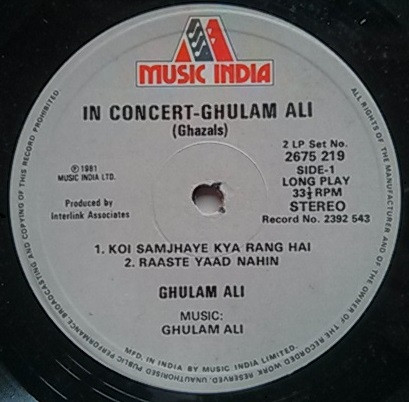 MUSIC INDIA
IN CONCERT-GHULAM ALI
(Ghazals)
℗ 1981
MUSIC INDIA LTD.
Produced by
Interlink Associates
2 LP Set No.
2675 219
SIDE-1
LONG PLAY
33⅓ RPM
STEREO
Record No. 2392 543
1. KOI SAMJHAYE KYA RANG HAI
2. RAASTE YAAD NAHIN
GHULAM ALI
MUSIC:
GHULAM ALI
MFD. IN INDIA BY MUSIC INDIA LIMITED.
ALL RIGHTS OF THE MANUFACTURER AND OF THE OWNER OF THE RECORDED WORK RESERVED. UNAUTHORISED PUBLIC PERFORMANCE, BROADCASTING AND COPYING OF THIS RECORD PROHIBITED